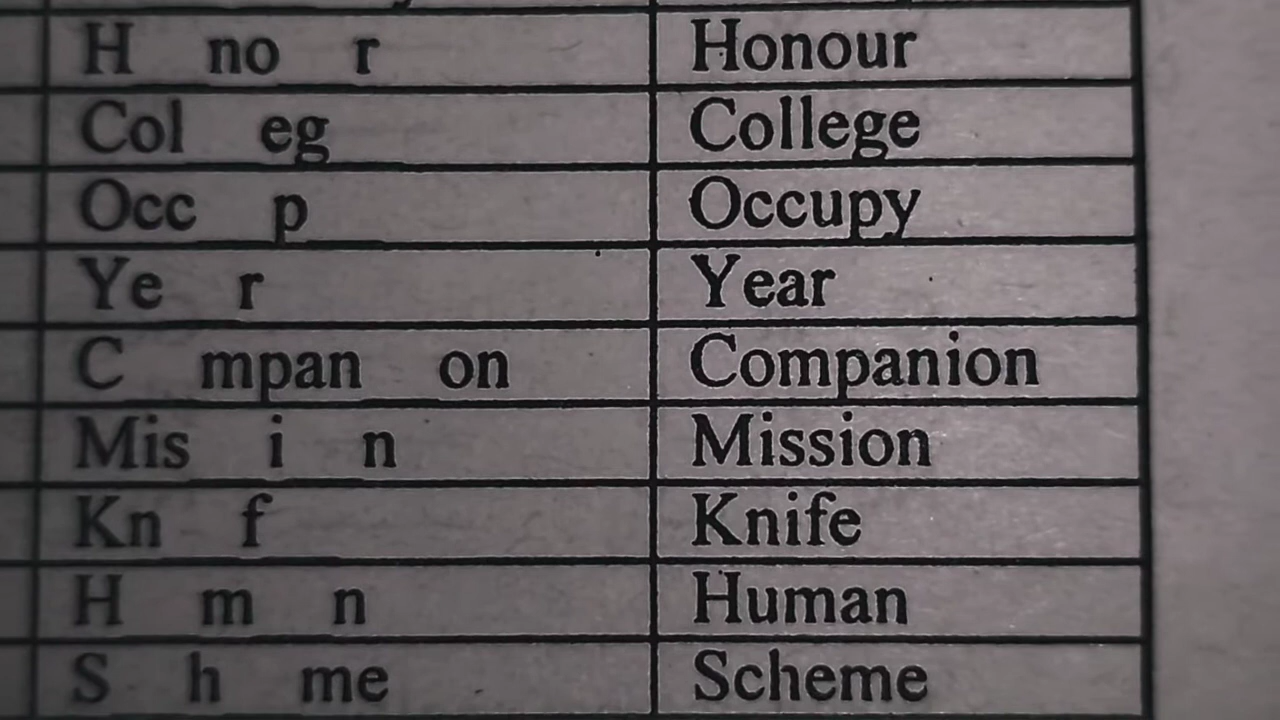 H no r Honour
Col eg College
Occ p Occupy
Ye r Year
C mpan on Companion
Mis i n Mission
Kn f Knife
H m n Human
S h me Scheme